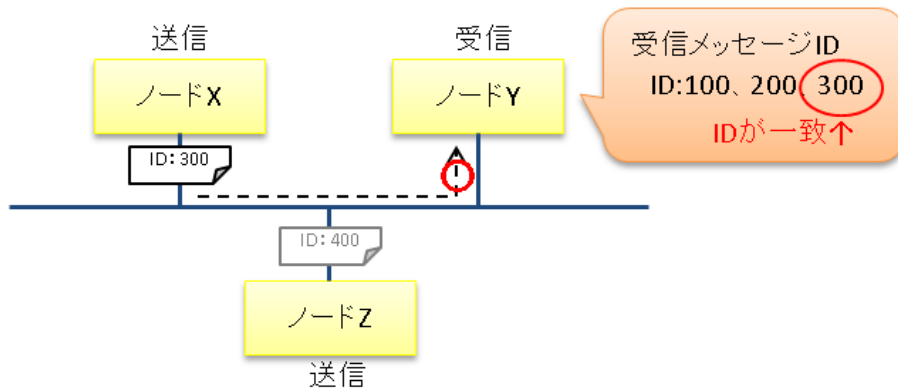 送信
受信
ノードX
ノードY
受信メッセージID
ID:100、200、300
IDが一致↑
ID:300
ID:400
ノードZ
送信